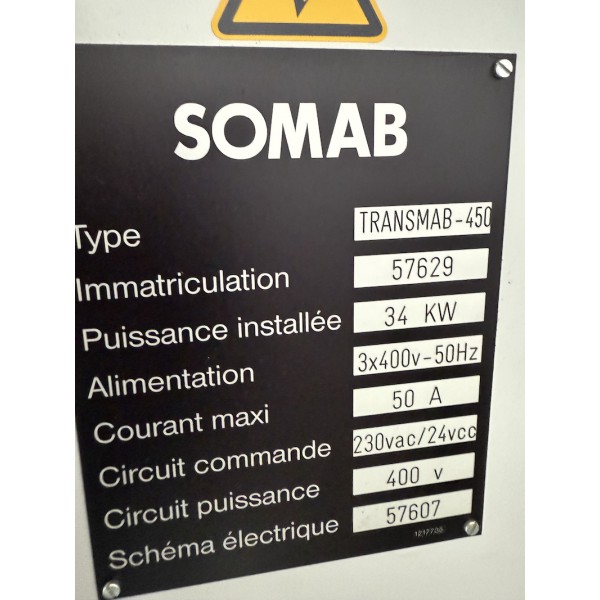 SOMAB
Type TRANSMAB-450
Immatriculation 57629
Puissance installée 34 KW
Alimentation 3x400v-50Hz
Courant maxi 50 A
Circuit commande 230vac/24vcc
Circuit puissance 400 v
Schéma électrique 57607